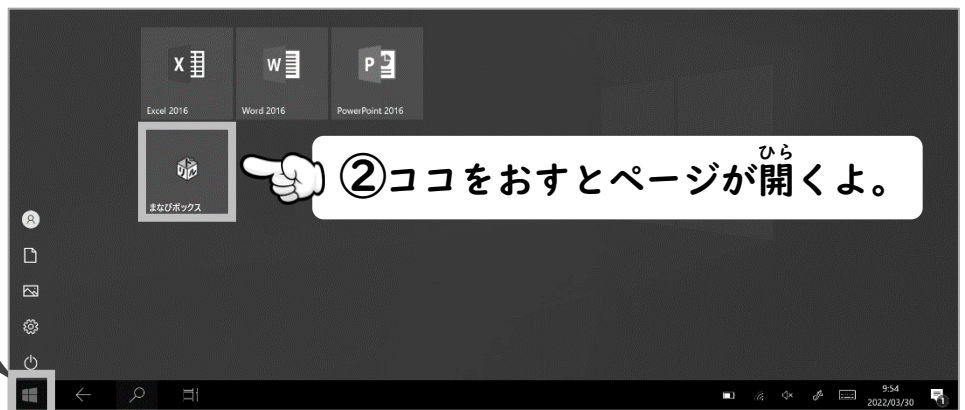 Excel 2016
Word 2016
PowerPoint 2016
まなびボックス
ひら
②ココをおすとページが開くよ。
9:54
2022/03/30